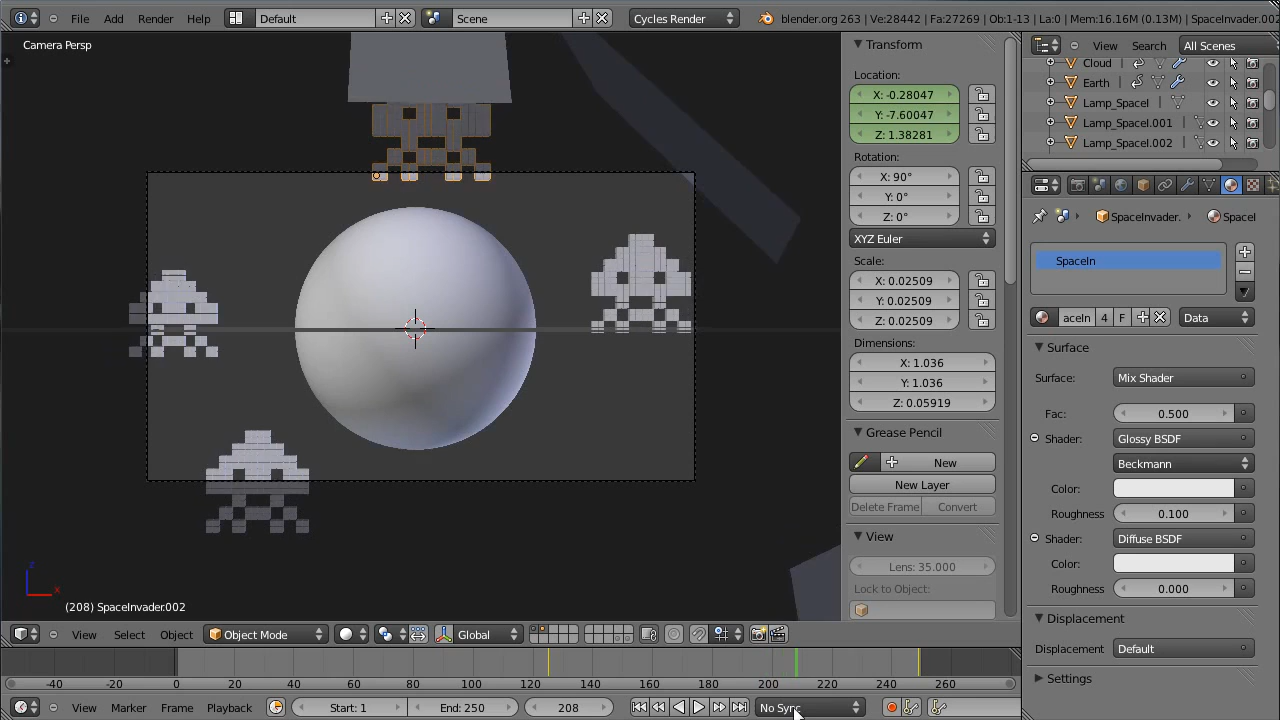 File Add Render Help Default Scene Cycles Render blender.org 263 | Ve:28442 | Fa:27269 | Ob:1-13 | La:0 | Mem:16.16M (0.13M) | SpaceInvader.002
Camera Persp
(208) SpaceInvader.002
z
x
View Select Object Object Mode Global
-40 -20 0 20 40 60 80 100 120 140 160 180 200 220 240 260
View Marker Frame Playback Start: 1 End: 250 208 No Sync
Transform
Location:
X: -0.28047
Y: -7.60047
Z: 1.38281
Rotation:
X: 90°
Y: 0°
Z: 0°
XYZ Euler
Scale:
X: 0.02509
Y: 0.02509
Z: 0.02509
Dimensions:
X: 1.036
Y: 1.036
Z: 0.05919
Grease Pencil
New
New Layer
Delete Frame Convert
View
Lens: 35.000
Lock to Object:
View Search All Scenes
Cloud
Earth
Lamp_SpaceI
Lamp_SpaceI.001
Lamp_SpaceI.002
SpaceInvader. SpaceI
SpaceIn
aceIn 4 F Data
Surface
Surface: Mix Shader
Fac: 0.500
Shader: Glossy BSDF
Beckmann
Color:
Roughness 0.100
Shader: Diffuse BSDF
Color:
Roughness 0.000
Displacement
Displacement Default
Settings